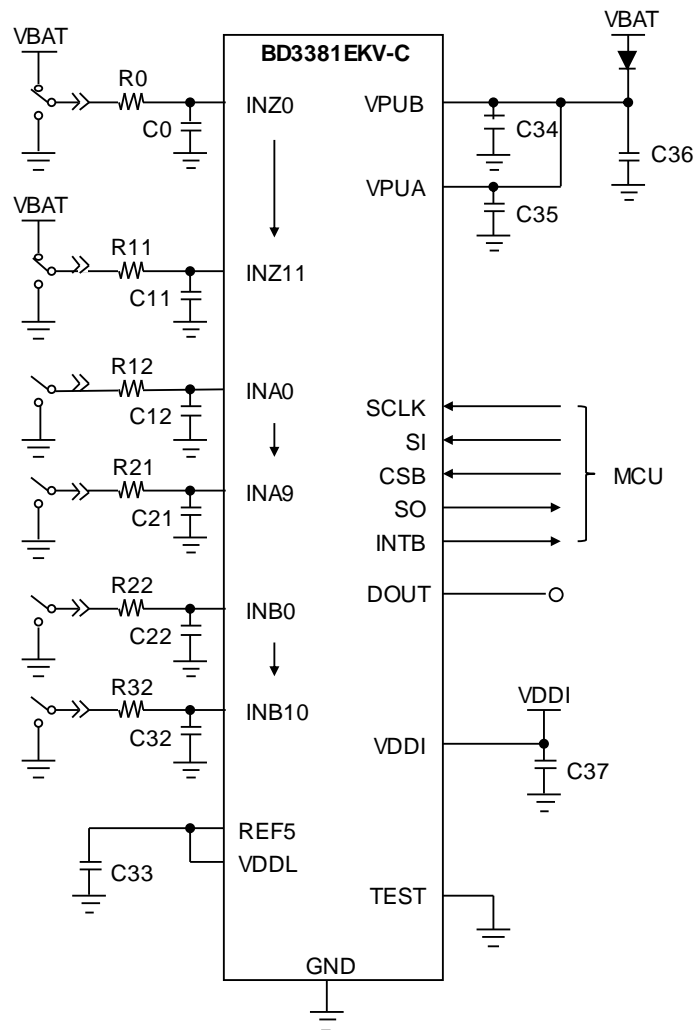 VBAT
R0
C0
VBAT
R11
C11
R12
C12
R21
C21
R22
C22
R32
C32
C33
BD3381EKV-C
INZ0
INZ11
INA0
INA9
INB0
INB10
REF5
VDDL
GND
VPUB
VPUA
SCLK
SI
CSB
SO
INTB
DOUT
VDDI
TEST
VBAT
C34
C36
C35
MCU
VDDI
C37